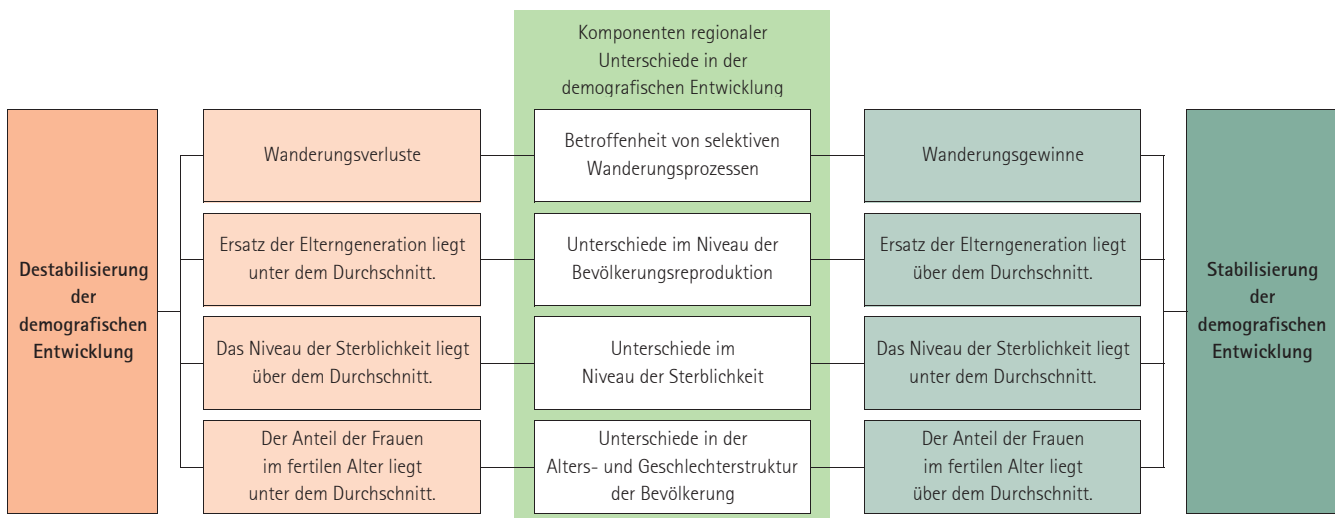 Komponenten regionaler
Unterschiede in der
demografischen Entwicklung
Destabilisierung
der
demografischen
Entwicklung
Wanderungsverluste
Betroffenheit von selektiven
Wanderungsprozessen
Wanderungsgewinne
Ersatz der Elterngeneration liegt
unter dem Durchschnitt.
Unterschiede im Niveau der
Bevölkerungsreproduktion
Ersatz der Elterngeneration liegt
über dem Durchschnitt.
Das Niveau der Sterblichkeit liegt
über dem Durchschnitt.
Unterschiede im
Niveau der Sterblichkeit
Das Niveau der Sterblichkeit liegt
unter dem Durchschnitt.
Der Anteil der Frauen
im fertilen Alter liegt
unter dem Durchschnitt.
Unterschiede in der
Alters- und Geschlechterstruktur
der Bevölkerung
Der Anteil der Frauen
im fertilen Alter liegt
über dem Durchschnitt.
Stabilisierung
der
demografischen
Entwicklung